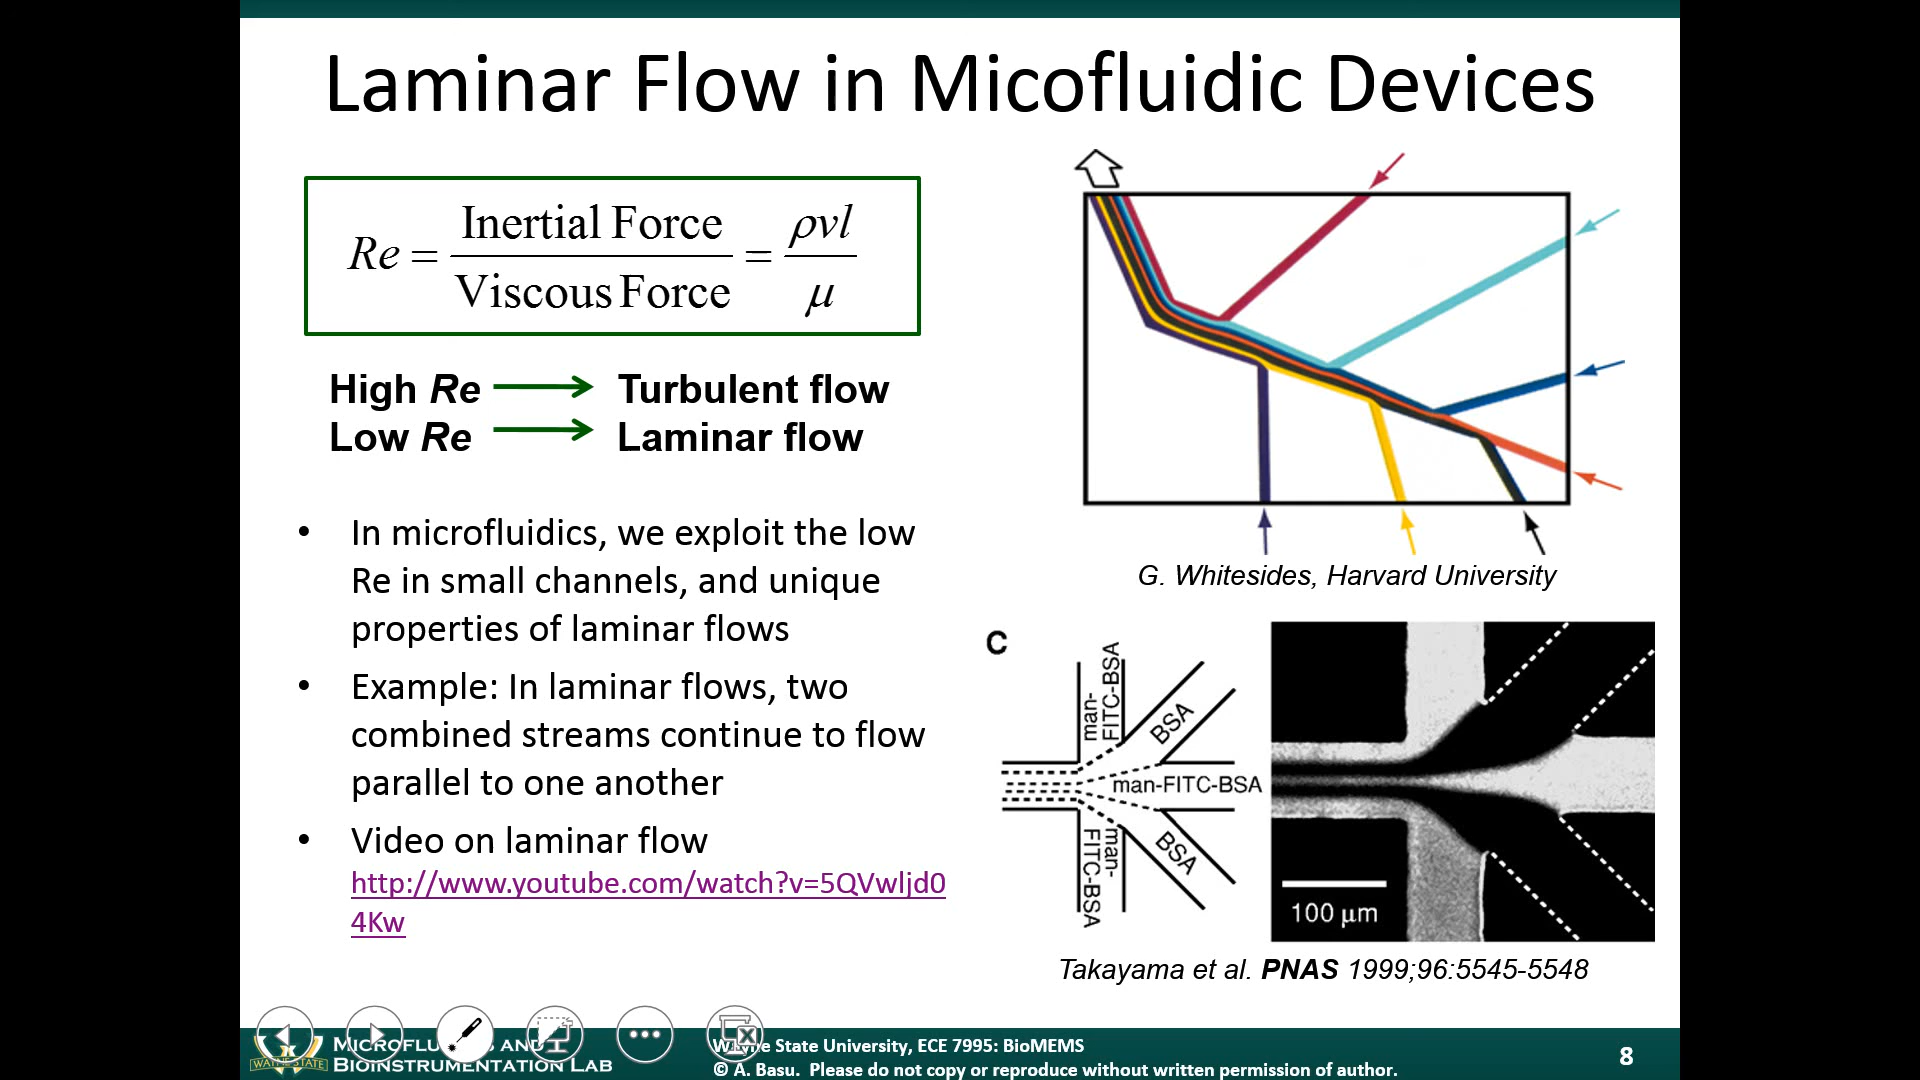 Laminar Flow in Micofluidic Devices
Re = Inertial Force / Viscous Force = ρvl / μ
High Re → Turbulent flow
Low Re → Laminar flow
• In microfluidics, we exploit the low
Re in small channels, and unique
properties of laminar flows
• Example: In laminar flows, two
combined streams continue to flow
parallel to one another
• Video on laminar flow
http://www.youtube.com/watch?v=5QVwljd0
4Kw
G. Whitesides, Harvard University
C
man-
FITC-BSA
BSA
man-FITC-BSA
BSA
man-
FITC-BSA
100 μm
Takayama et al. PNAS 1999;96:5545-5548
WAYNE STATE
BIOINSTRUMENTATION LAB
State University, ECE 7995: BioMEMS
© A. Basu. Please do not copy or reproduce without written permission of author.
8